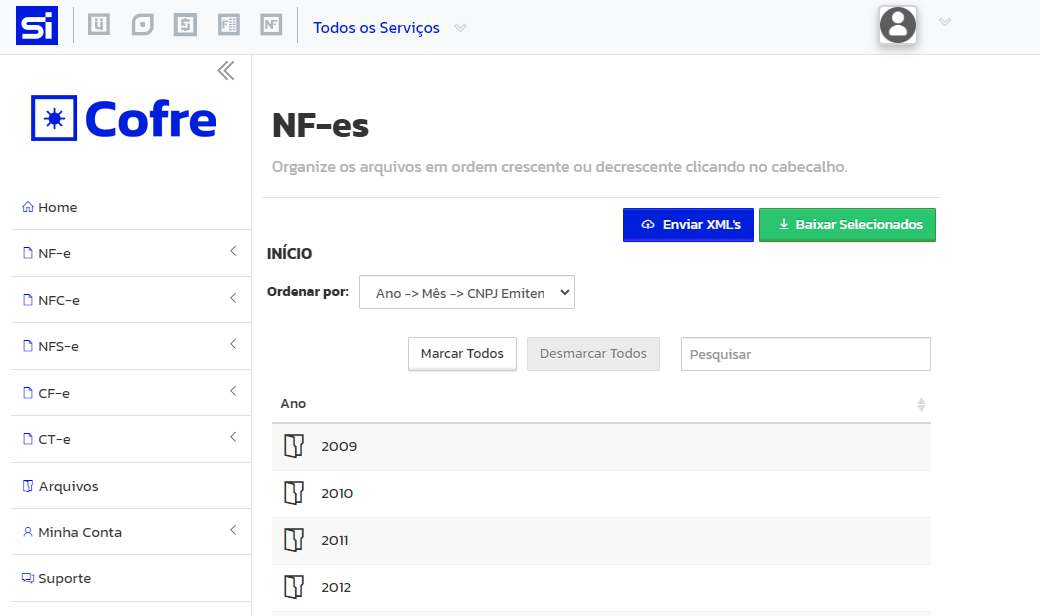 Si
Todos os Serviços
Cofre
Home
NF-e
NFC-e
NFS-e
CF-e
CT-e
Arquivos
Minha Conta
Suporte
NF-es
Organize os arquivos em ordem crescente ou decrescente clicando no cabecalho.
Enviar XML's
Baixar Selecionados
INÍCIO
Ordenar por: Ano -> Mês -> CNPJ Emiten
Marcar Todos
Desmarcar Todos
Pesquisar
Ano
2009
2010
2011
2012